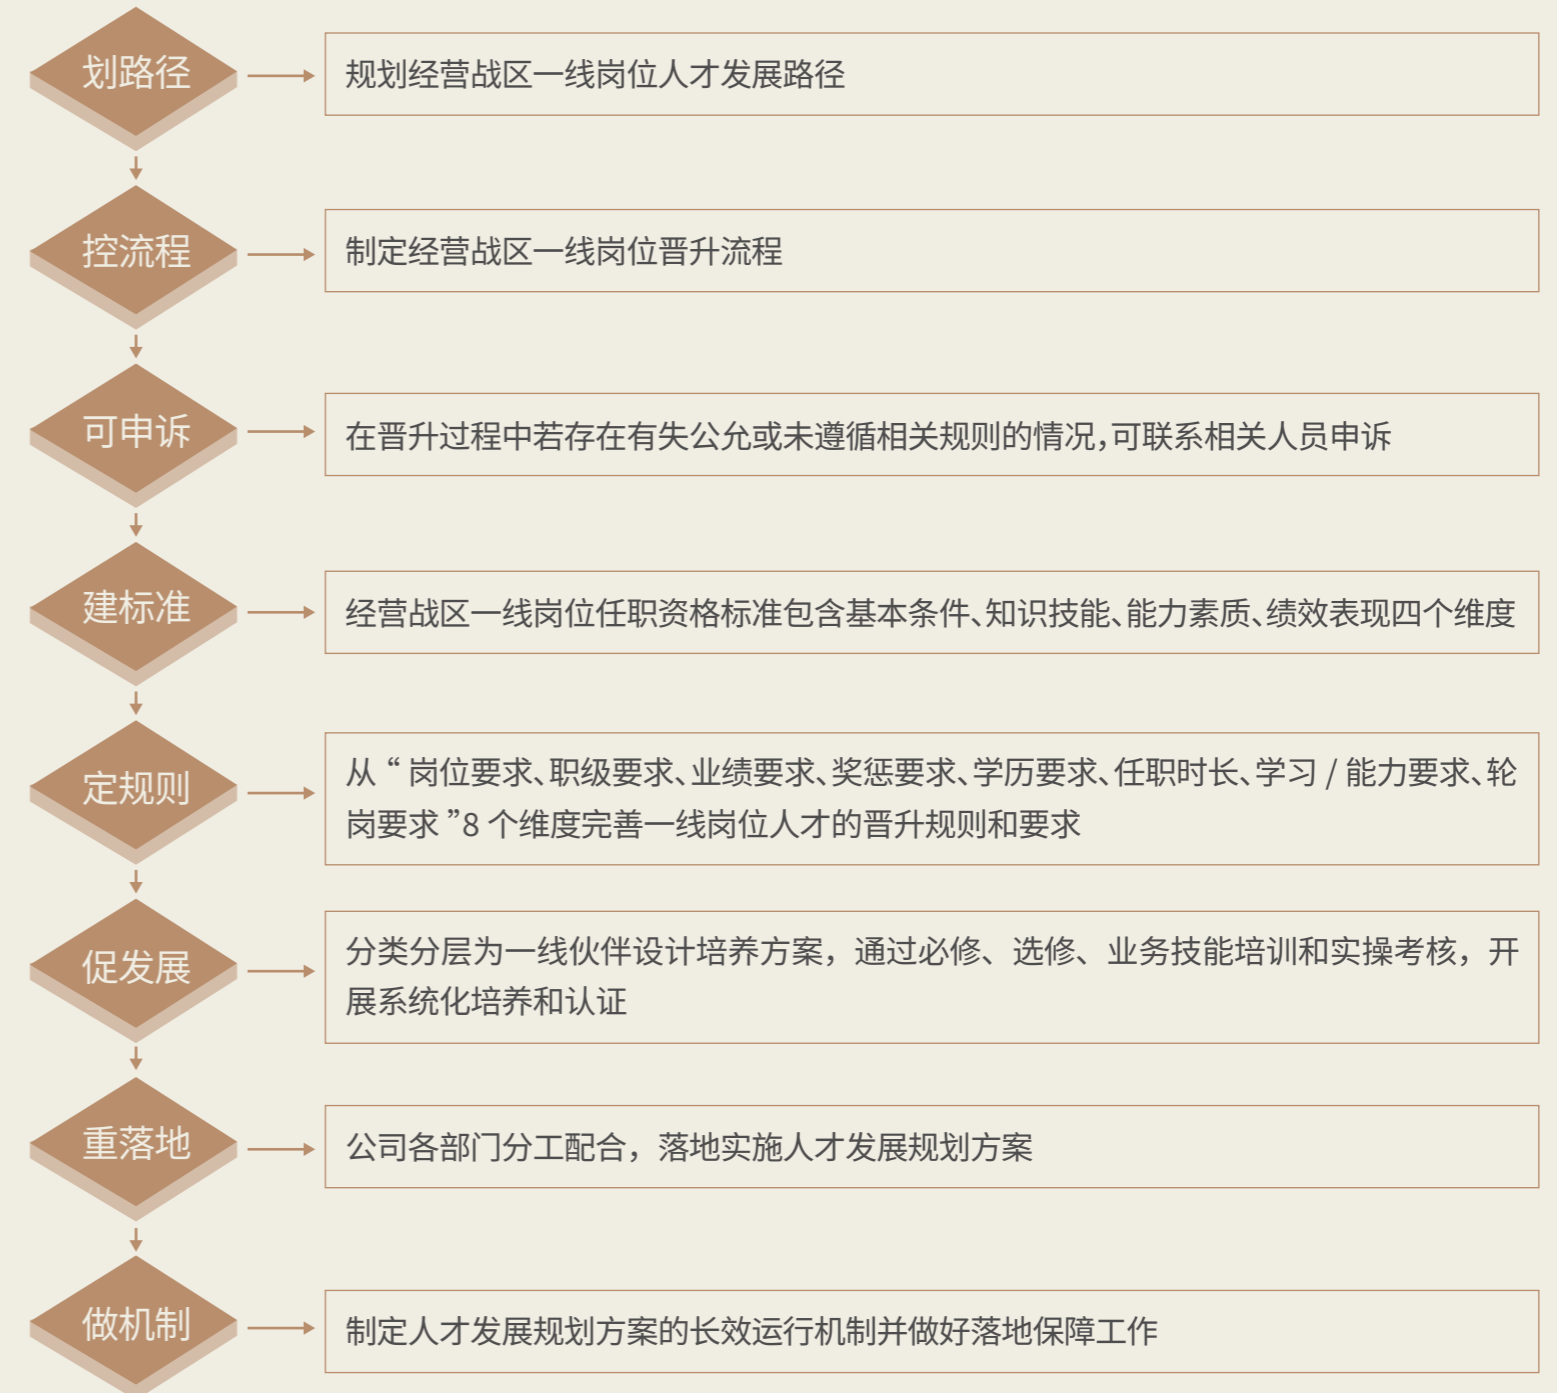 划路径
规划经营战区一线岗位人才发展路径
控流程
制定经营战区一线岗位晋升流程
可申诉
在晋升过程中若存在有失公允或未遵循相关规则的情况,可联系相关人员申诉
建标准
经营战区一线岗位任职资格标准包含基本条件、知识技能、能力素质、绩效表现四个维度
定规则
从 “ 岗位要求、职级要求、业绩要求、奖惩要求、学历要求、任职时长、学习 / 能力要求、轮
岗要求 ”8 个维度完善一线岗位人才的晋升规则和要求
促发展
分类分层为一线伙伴设计培养方案，通过必修、选修、业务技能培训和实操考核，开
展系统化培养和认证
重落地
公司各部门分工配合，落地实施人才发展规划方案
做机制
制定人才发展规划方案的长效运行机制并做好落地保障工作